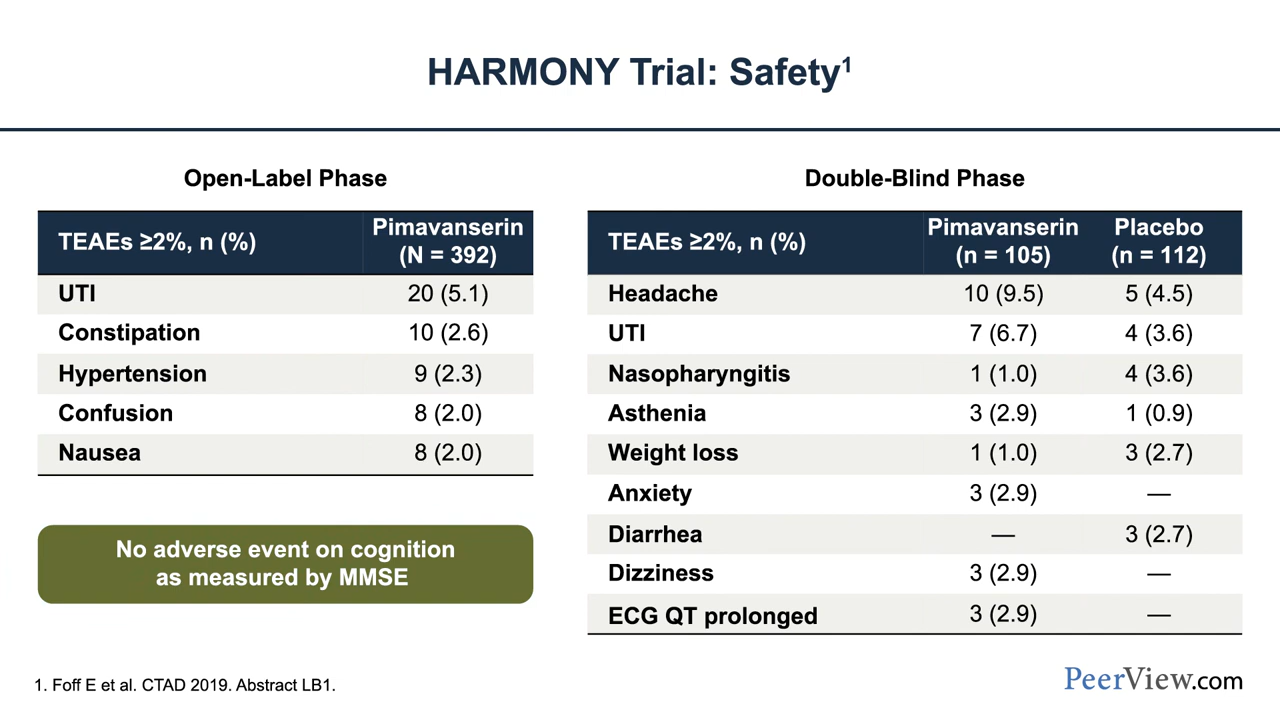 HARMONY Trial: Safety1
Open-Label Phase
TEAEs ≥2%, n (%) Pimavanserin (N = 392)
UTI 20 (5.1)
Constipation 10 (2.6)
Hypertension 9 (2.3)
Confusion 8 (2.0)
Nausea 8 (2.0)
No adverse event on cognition
as measured by MMSE
Double-Blind Phase
TEAEs ≥2%, n (%) Pimavanserin (n = 105) Placebo (n = 112)
Headache 10 (9.5) 5 (4.5)
UTI 7 (6.7) 4 (3.6)
Nasopharyngitis 1 (1.0) 4 (3.6)
Asthenia 3 (2.9) 1 (0.9)
Weight loss 1 (1.0) 3 (2.7)
Anxiety 3 (2.9) —
Diarrhea — 3 (2.7)
Dizziness 3 (2.9) —
ECG QT prolonged 3 (2.9) —
1. Foff E et al. CTAD 2019. Abstract LB1.
PeerView.com